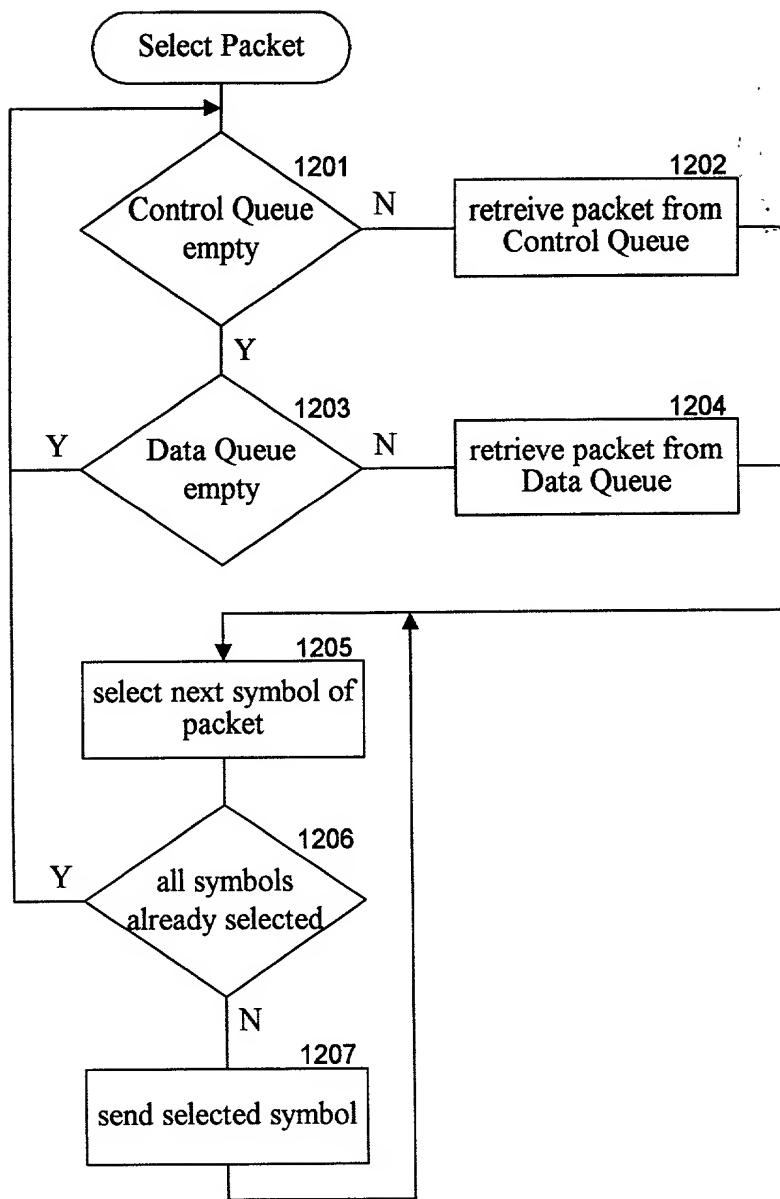 Select Packet
1201
Control Queue
empty
N
1202
retreive packet from
Control Queue
Y
1203
Data Queue
empty
Y
N
1204
retrieve packet from
Data Queue
1205
select next symbol of
packet
1206
all symbols
already selected
Y
N
1207
send selected symbol